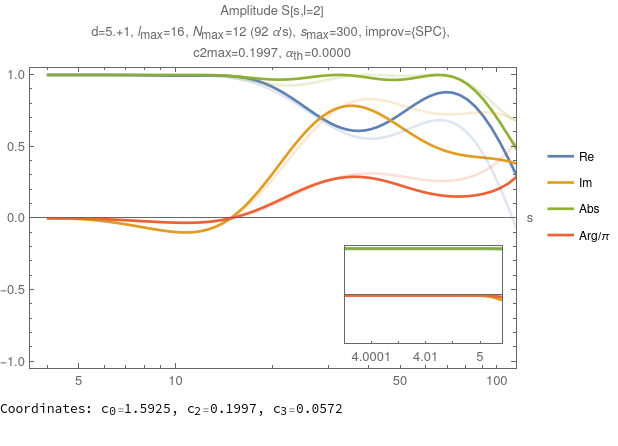 Amplitude S[s,l=2]
d=5.+1, lmax=16, Nmax=12 (92 α's), smax=300, improv={SPC},
c2max=0.1997, αth=0.0000
1.0
0.5
0.0
-0.5
-1.0
s
Re
Im
Abs
Arg/π
4.0001 4.01 5
5 10 50 100
Coordinates: c0=1.5925, c2=0.1997, c3=0.0572